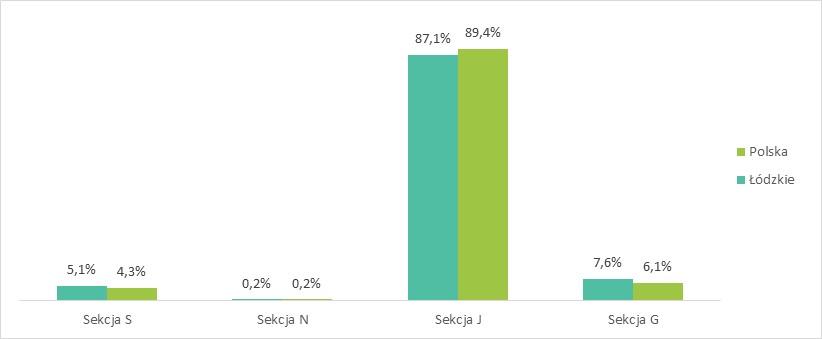 87,1%
89,4%
5,1%
4,3%
0,2%
0,2%
7,6%
6,1%
Sekcja S
Sekcja N
Sekcja J
Sekcja G
Polska
Łódzkie